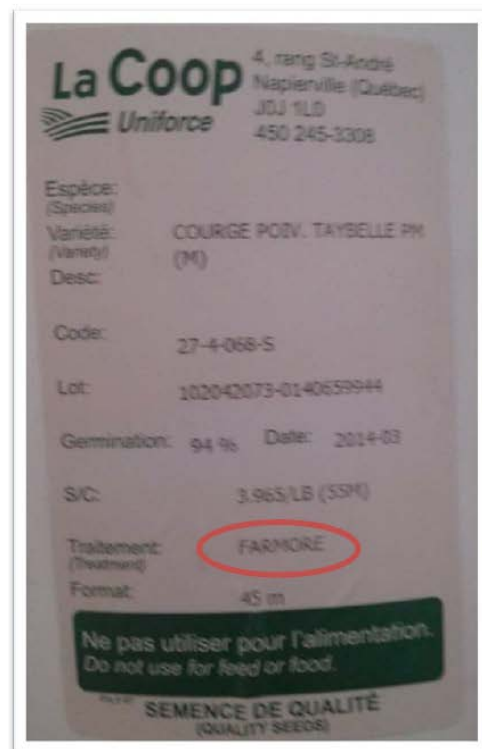 La Coop
Uniforce
4, rang St-André
Napierville (Québec)
J0J 1L0
450 245-3308
Espèce:
(Species)
Variété: COURGE POIV. TAYBELLE PM
(Variety) (M)
Desc:
Code: 27-4-068-S
Lot: 102042073-0140659944
Germination: 94 % Date: 2014-03
S/C: 3.965/LB (55M)
Traitement: FARMORE
(Treatment)
Format: 45 m
Ne pas utiliser pour l'alimentation.
Do not use for feed or food.
SEMENCE DE QUALITÉ
(QUALITY SEEDS)